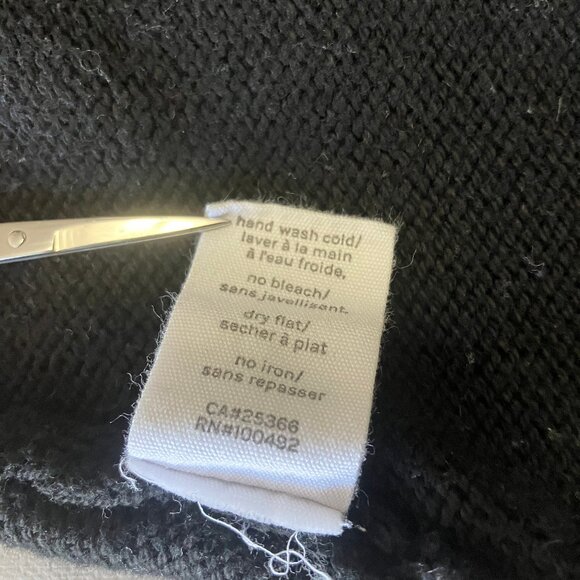 hand wash cold/
laver à la main
à l'eau froide,
no bleach/
sans javellisant.
dry flat/
secher à plat
no iron/
sans repasser
CA#25366
RN#100492